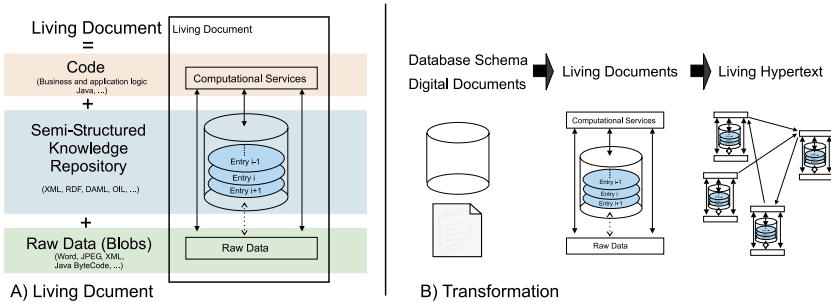 Living Document
=
Code
(Business and application logic
Java, ...)
+
Semi-Structured
Knowledge
Repository
(XML, RDF, DAML, OIL, ...)
+
Raw Data (Blobs)
(Word, JPEG, XML,
Java ByteCode, ...)
Living Document
Computational Services
Entry i-1
Entry i
Entry i+1
Raw Data
A) Living Dcument
Database Schema
Digital Documents
Living Documents
Living Hypertext
Computational Services
Entry i-1
Entry i
Entry i+1
Raw Data
B) Transformation